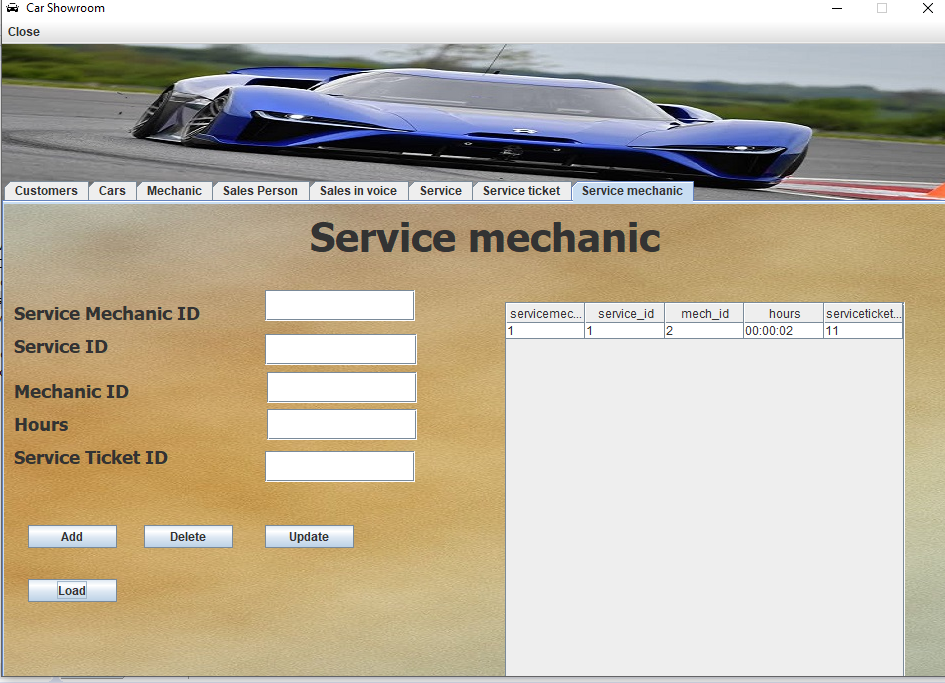 Car Showroom
Close
Customers Cars Mechanic Sales Person Sales in voice Service Service ticket Service mechanic
Service mechanic
Service Mechanic ID
Service ID
Mechanic ID
Hours
Service Ticket ID
Add Delete Update
Load
servicemec... service_id mech_id hours serviceticket...
1 1 2 00:00:02 11